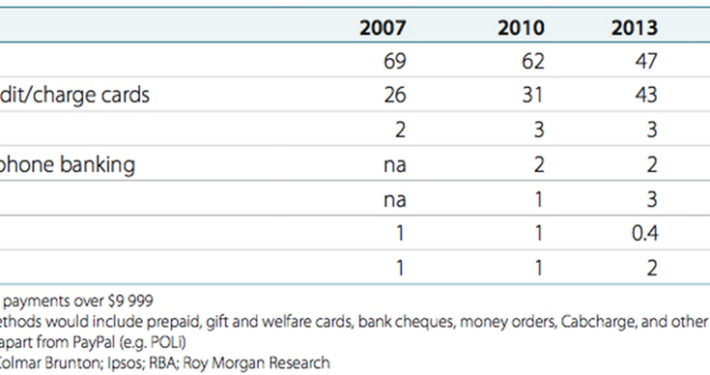 2007 2010 2013
69 62 47
dit/charge cards 26 31 43
2 3 3
phone banking na 2 2
na 1 3
1 1 0.4
1 1 2
payments over $9 999
ethods would include prepaid, gift and welfare cards, bank cheques, money orders, Cabcharge, and other
apart from PayPal (e.g. POLi)
Colmar Brunton; Ipsos; RBA; Roy Morgan Research